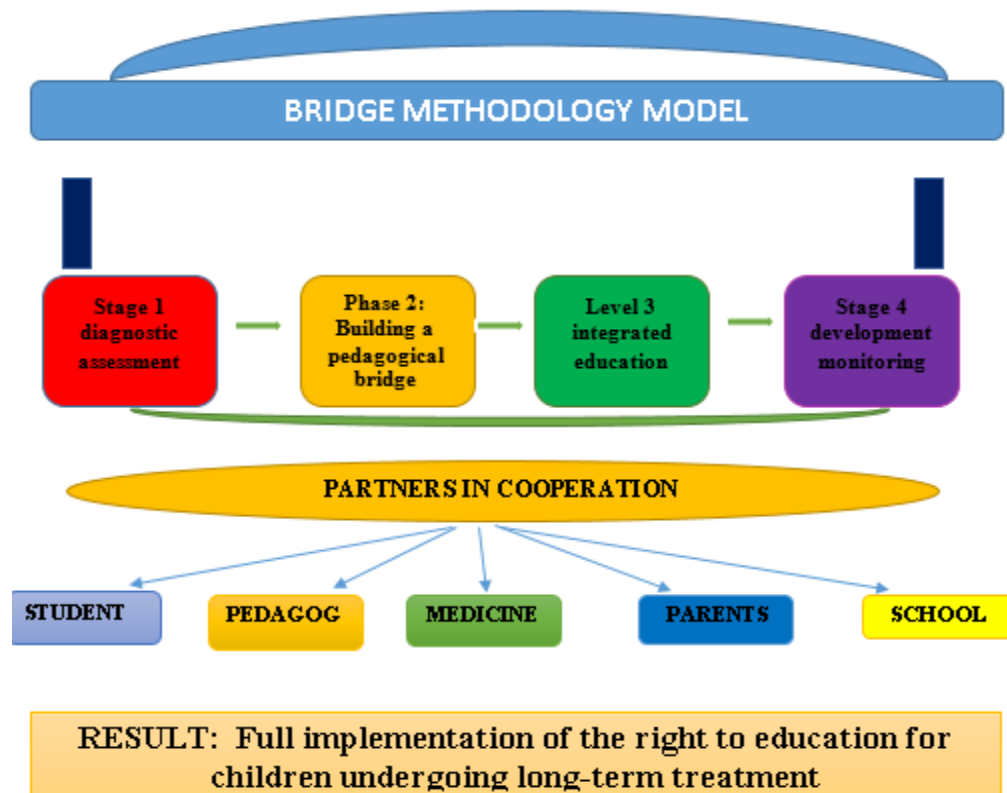 BRIDGE METHODOLOGY MODEL
Stage 1
diagnostic
assessment
Phase 2:
Building a
pedagogical
bridge
Level 3
integrated
education
Stage 4
development
monitoring
PARTNERS IN COOPERATION
STUDENT
PEDAGOG
MEDICINE
PARENTS
SCHOOL
RESULT: Full implementation of the right to education for
children undergoing long-term treatment